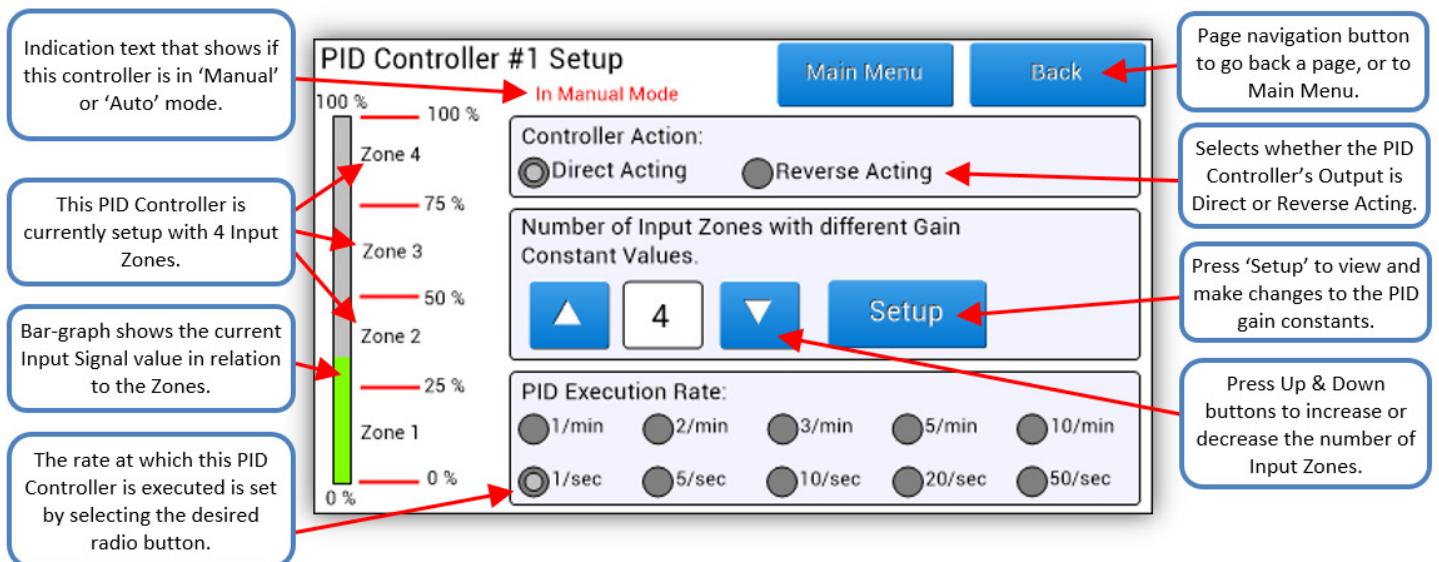 Indication text that shows if
this controller is in ‘Manual’
or ‘Auto’ mode.
This PID Controller is
currently setup with 4 Input
Zones.
Bar-graph shows the current
Input Signal value in relation
to the Zones.
The rate at which this PID
Controller is executed is set
by selecting the desired
radio button.
PID Controller #1 Setup
In Manual Mode
Main Menu
Back
100 %
100 %
Zone 4
75 %
Zone 3
50 %
Zone 2
25 %
Zone 1
0 %
0 %
Controller Action:
Direct Acting
Reverse Acting
Number of Input Zones with different Gain
Constant Values.
4
Setup
PID Execution Rate:
1/min
2/min
3/min
5/min
10/min
1/sec
5/sec
10/sec
20/sec
50/sec
Page navigation button
to go back a page, or to
Main Menu.
Selects whether the PID
Controller’s Output is
Direct or Reverse Acting.
Press ‘Setup’ to view and
make changes to the PID
gain constants.
Press Up & Down
buttons to increase or
decrease the number of
Input Zones.